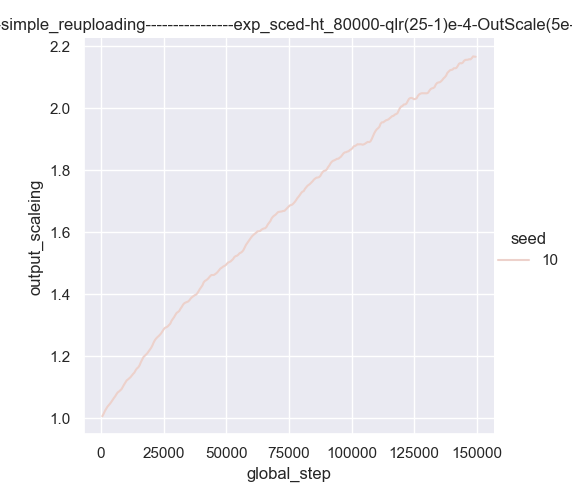 -simple_reuploading----------------exp_sced-ht_80000-qlr(25-1)e-4-OutScale(5e-
2.2
2.0
1.8
1.6
1.4
1.2
1.0
output_scaleing
0 25000 50000 75000 100000 125000 150000
global_step
seed
10